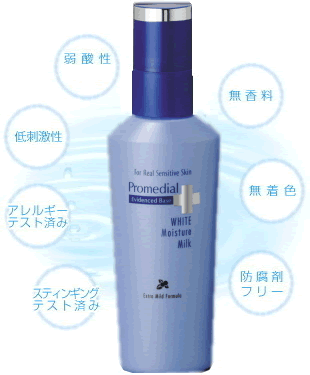 弱酸性
無香料
低刺激性
無着色
アレルギー
テスト済み
防腐剤
フリー
スティンギング
テスト済み
for Real Sensitive Skin
Promedial
Evidenced Base
WHITE
Moisture
Milk
Extra Mild Formula